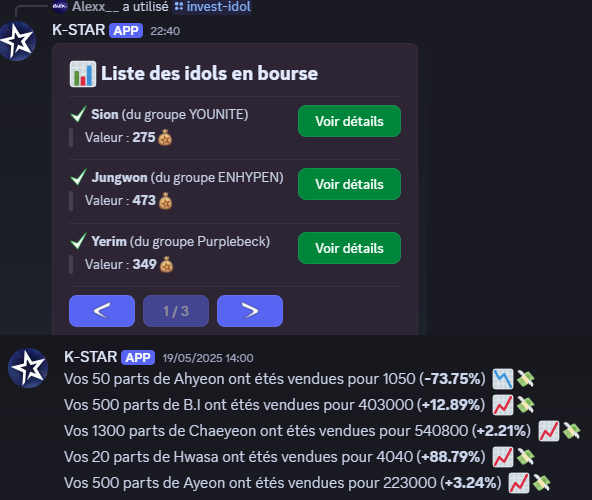 Alexx__ a utilisé invest-idol
K-STAR APP 22:40
Liste des idols en bourse
Sion (du groupe YOUNITE)
Valeur : 275
Voir détails
Jungwon (du groupe ENHYPEN)
Valeur : 473
Voir détails
Yerim (du groupe Purplebeck)
Valeur : 349
Voir détails
< 1 / 3 >
K-STAR APP 19/05/2025 14:00
Vos 50 parts de Ahyeon ont étés vendues pour 1050 (-73.75%)
Vos 500 parts de B.I ont étés vendues pour 403000 (+12.89%)
Vos 1300 parts de Chaeyeon ont étés vendues pour 540800 (+2.21%)
Vos 20 parts de Hwasa ont étés vendues pour 4040 (+88.79%)
Vos 500 parts de Ayeon ont étés vendues pour 223000 (+3.24%)